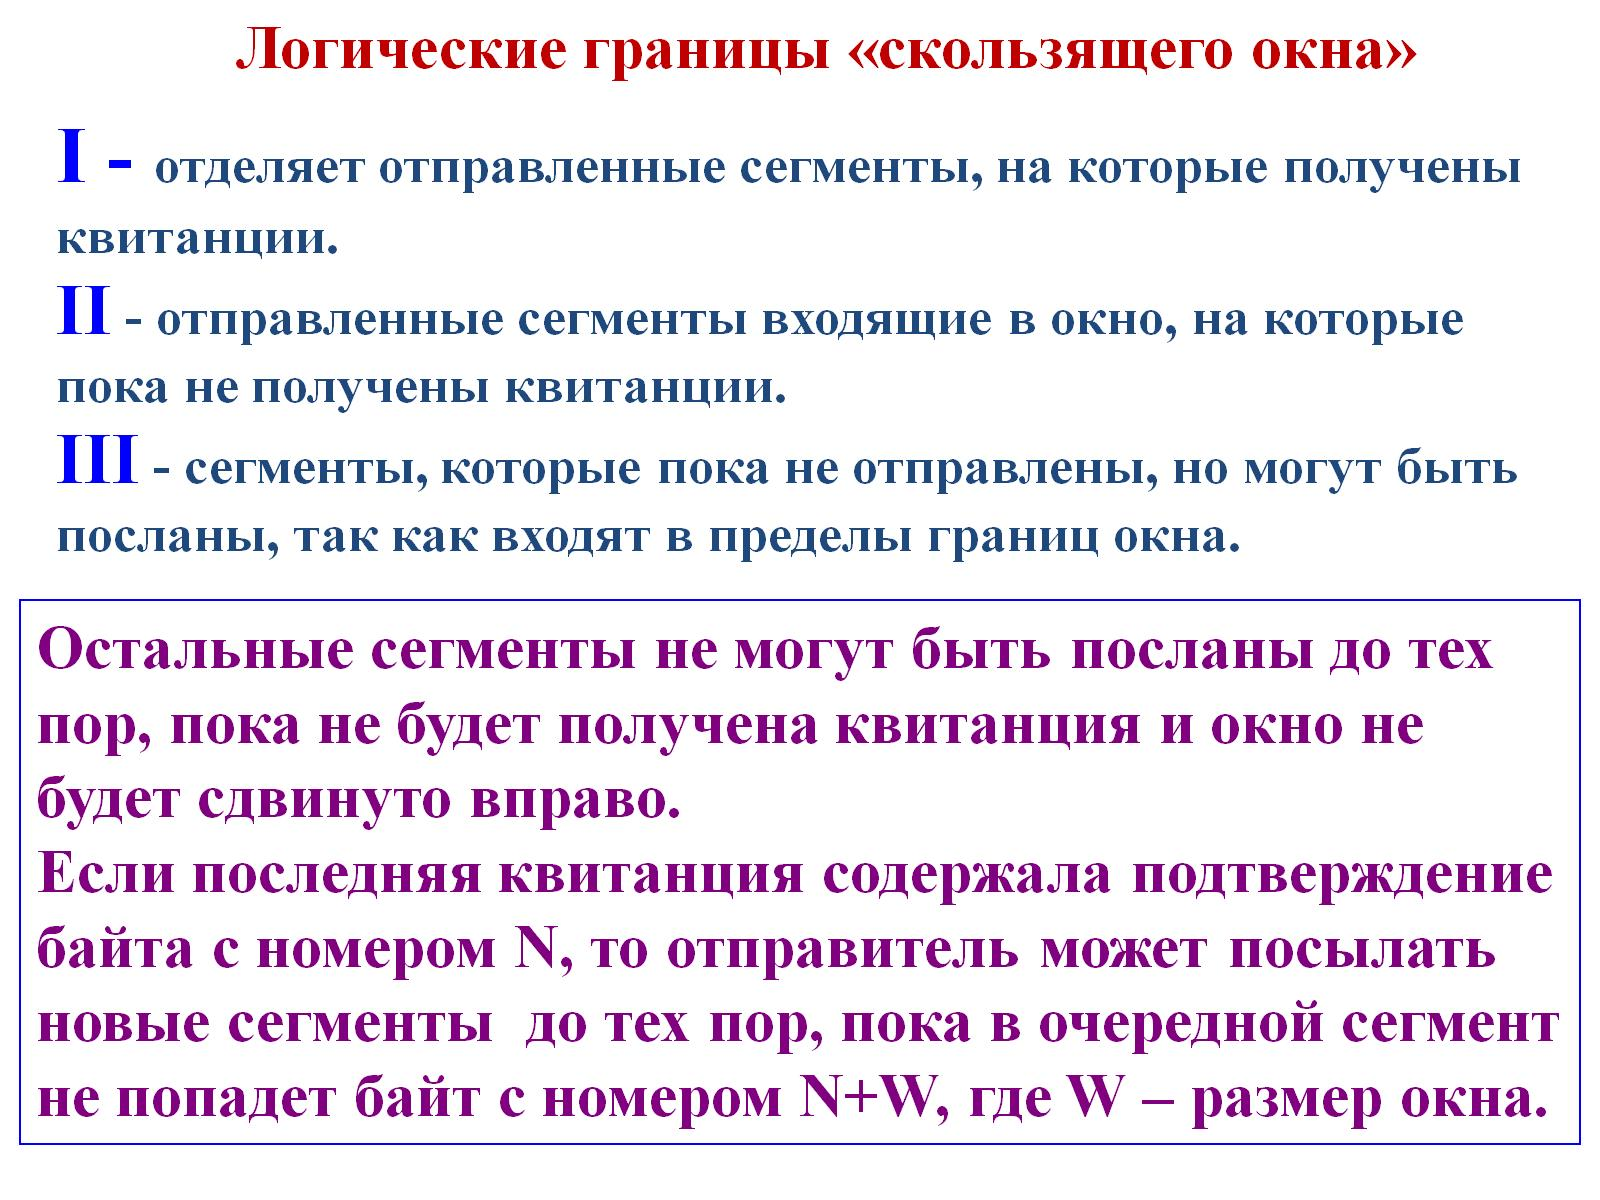 Логические границы «скользящего окна»
I - отделяет отправленные сегменты, на которые получены
квитанции.
II - отправленные сегменты входящие в окно, на которые
пока не получены квитанции.
III - сегменты, которые пока не отправлены, но могут быть
посланы, так как входят в пределы границ окна.
Остальные сегменты не могут быть посланы до тех
пор, пока не будет получена квитанция и окно не
будет сдвинуто вправо.
Если последняя квитанция содержала подтверждение
байта с номером N, то отправитель может посылать
новые сегменты  до тех пор, пока в очередной сегмент
не попадет байт с номером N+W, где W – размер окна.